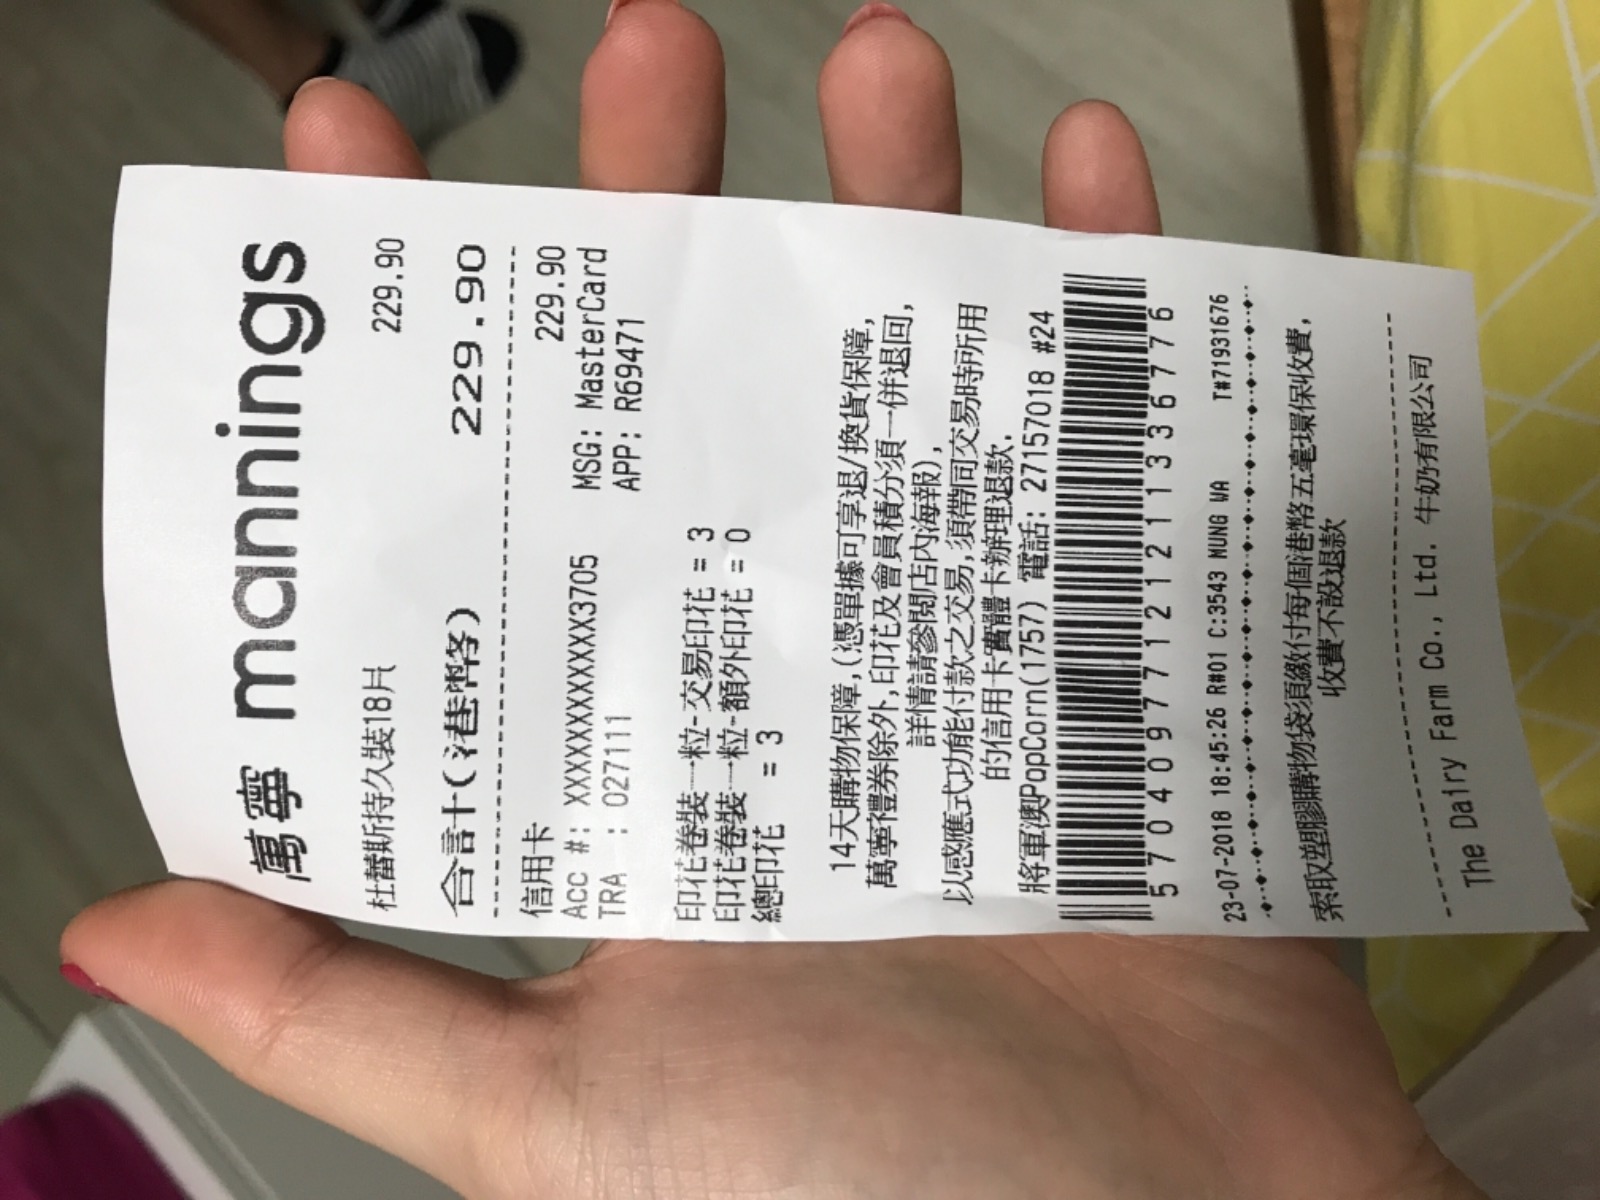 萬寧 mannings
杜蕾斯持久裝18片 229.90
合計(港幣) 229.90
信用卡 229.90
Acc #: XXXXXXXXXXXX3705 MSG: MasterCard
TRA : 027111 APP: R69471
印花卷裝一粒-交易印花 = 3
印花卷裝一粒-額外印花 = 0
總印花 = 3
14天購物保障,(憑單據可享退/換貨保障,
萬寧禮券除外,印花及會員積分須一併退回,
詳情請參閱店內海報),
以感應式功能付款之交易,須帶同交易時所用
的信用卡實體卡辦理退款.
將軍澳PopCorn(1757) 電話: 27157018 #24
57040977121211336776
23-07-2018 18:45:26 R#01 C:3543 MUNG WA T#71931676
索取塑膠購物袋須繳付每個港幣五毫環保收費,
收費不設退款
The Dairy Farm Co., Ltd. 牛奶有限公司